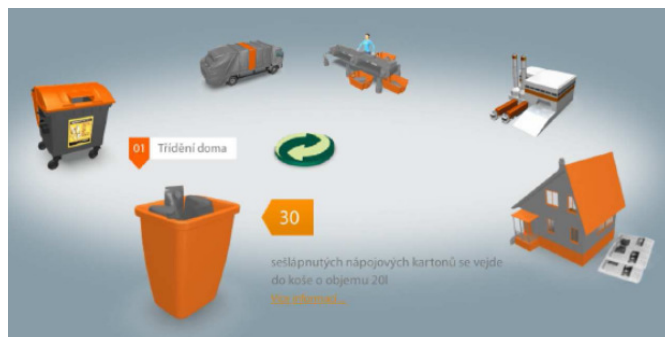 01 Třídění doma
30
sešlápnutých nápojových kartonů se vejde
do koše o objemu 20l